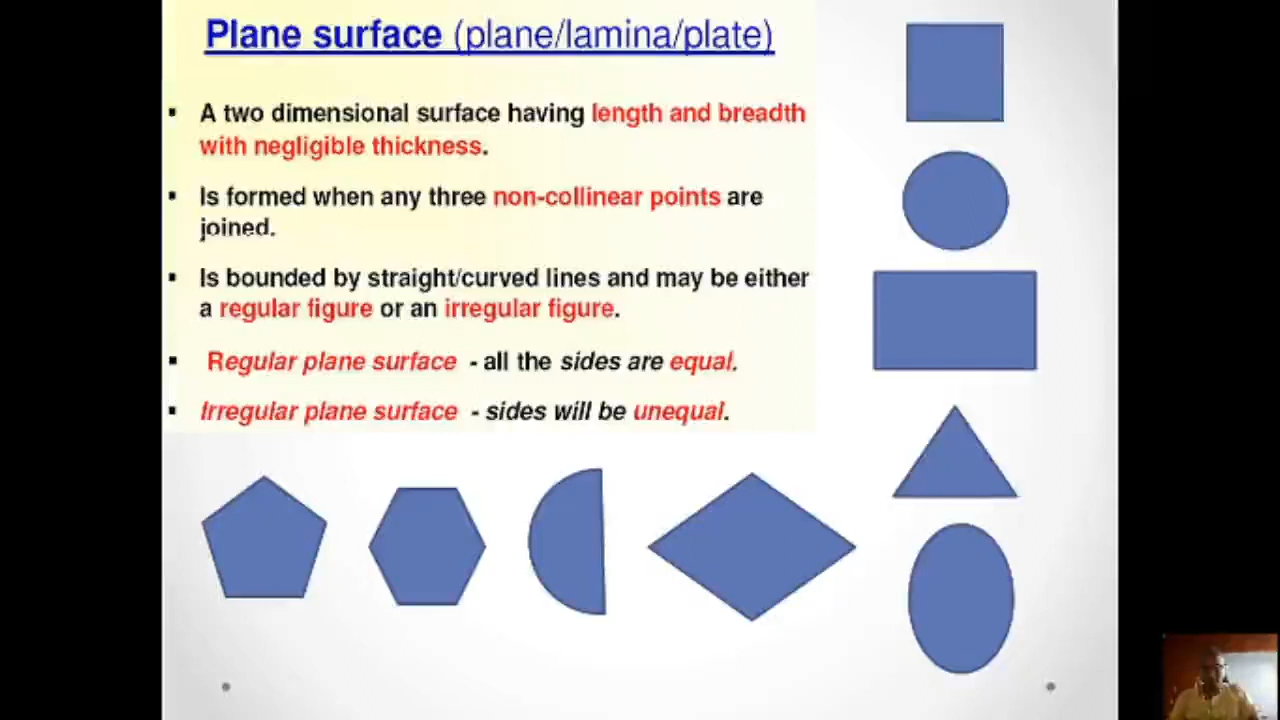 Plane surface (plane/lamina/plate)
▪ A two dimensional surface having length and breadth
with negligible thickness.
▪ Is formed when any three non-collinear points are
joined.
▪ Is bounded by straight/curved lines and may be either
a regular figure or an irregular figure.
▪ Regular plane surface - all the sides are equal.
▪ Irregular plane surface - sides will be unequal.